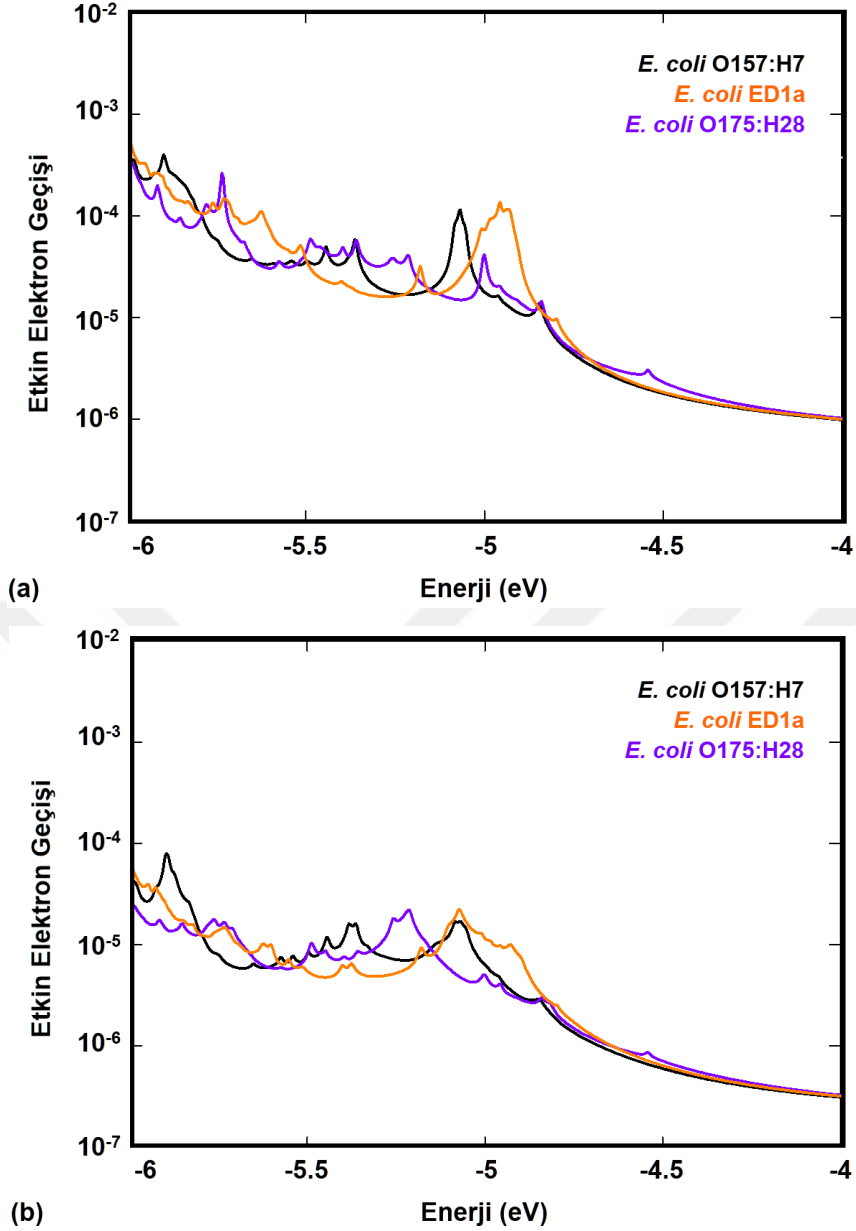 10-2
E. coli O157:H7
E. coli ED1a
E. coli O175:H28
10-3
10-4
10-5
10-6
10-7
Etkin Elektron Geçişi
-6 -5.5 -5 -4.5 -4
(a) Enerji (eV)
10-2
E. coli O157:H7
E. coli ED1a
E. coli O175:H28
10-3
10-4
10-5
10-6
10-7
Etkin Elektron Geçişi
-6 -5.5 -5 -4.5 -4
(b) Enerji (eV)